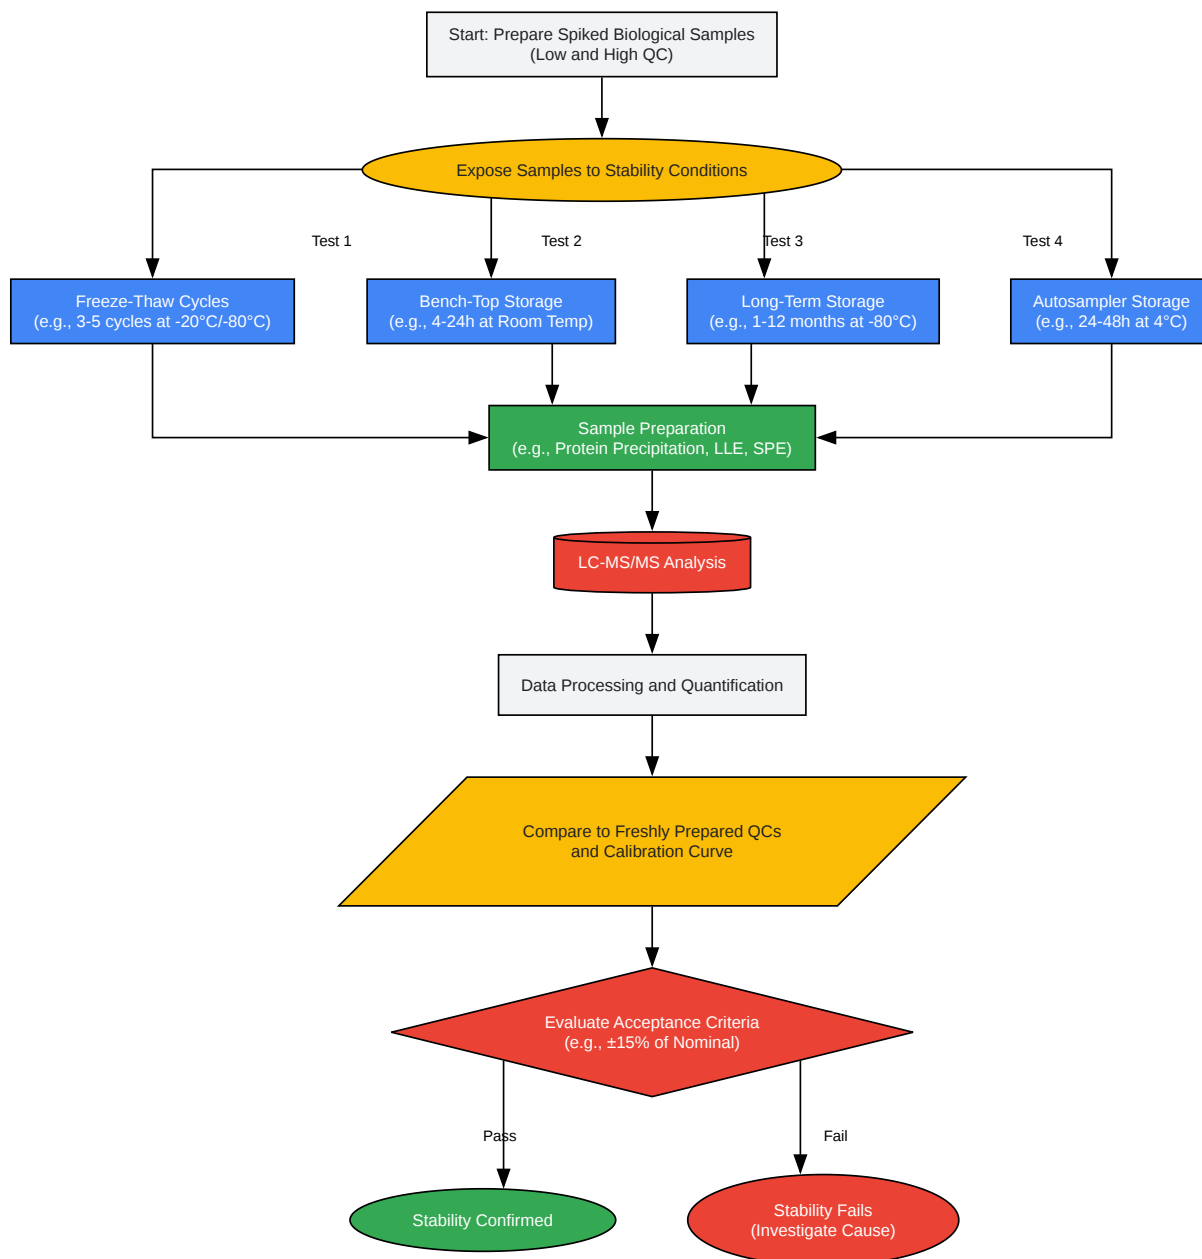 Start: Prepare Spiked Biological Samples
(Low and High QC)
Expose Samples to Stability Conditions
Test 1
Test 2
Test 3
Test 4
Freeze-Thaw Cycles
(e.g., 3-5 cycles at -20°C/-80°C)
Bench-Top Storage
(e.g., 4-24h at Room Temp)
Long-Term Storage
(e.g., 1-12 months at -80°C)
Autosampler Storage
(e.g., 24-48h at 4°C)
Sample Preparation
(e.g., Protein Precipitation, LLE, SPE)
LC-MS/MS Analysis
Data Processing and Quantification
Compare to Freshly Prepared QCs
and Calibration Curve
Evaluate Acceptance Criteria
(e.g., ±15% of Nominal)
Pass
Fail
Stability Confirmed
Stability Fails
(Investigate Cause)